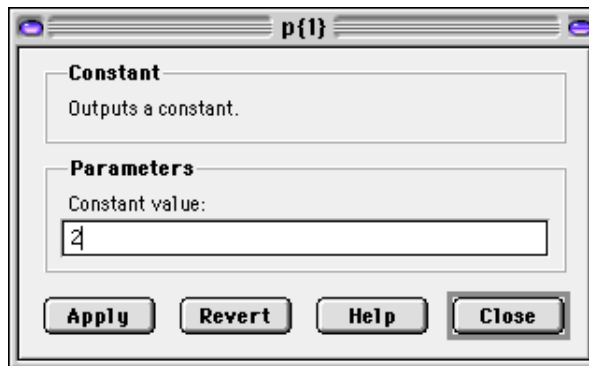 p{1}
Constant
Outputs a constant.
Parameters
Constant value:
2
Apply Revert Help Close